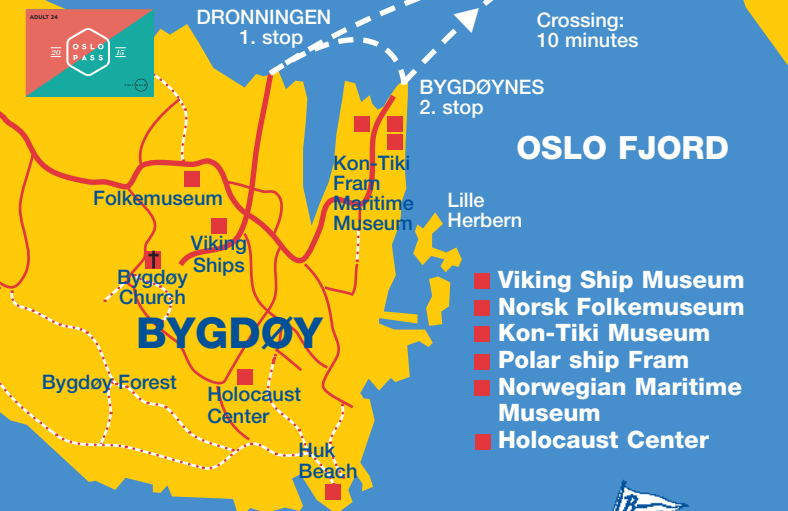 ADULT 24
OSLO
PASS
20
15
DRONNINGEN
1. stop
Crossing:
10 minutes
BYGDØYNES
2. stop
OSLO FJORD
Kon-Tiki
Fram
Maritime
Museum
Folkemuseum
Lille
Herbern
Viking
Ships
Bygdøy
Church
BYGDØY
Viking Ship Museum
Norsk Folkemuseum
Kon-Tiki Museum
Polar ship Fram
Norwegian Maritime
Museum
Holocaust Center
Bygdøy Forest
Holocaust
Center
Huk
Beach
B